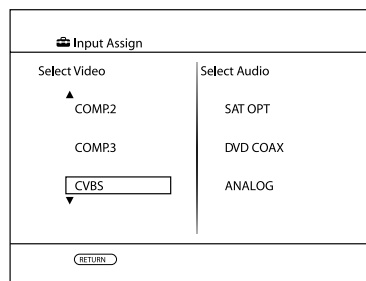 Input Assign
Select Video
Select Audio
COMP.2
SAT OPT
COMP.3
DVD COAX
CVBS
ANALOG
RETURN